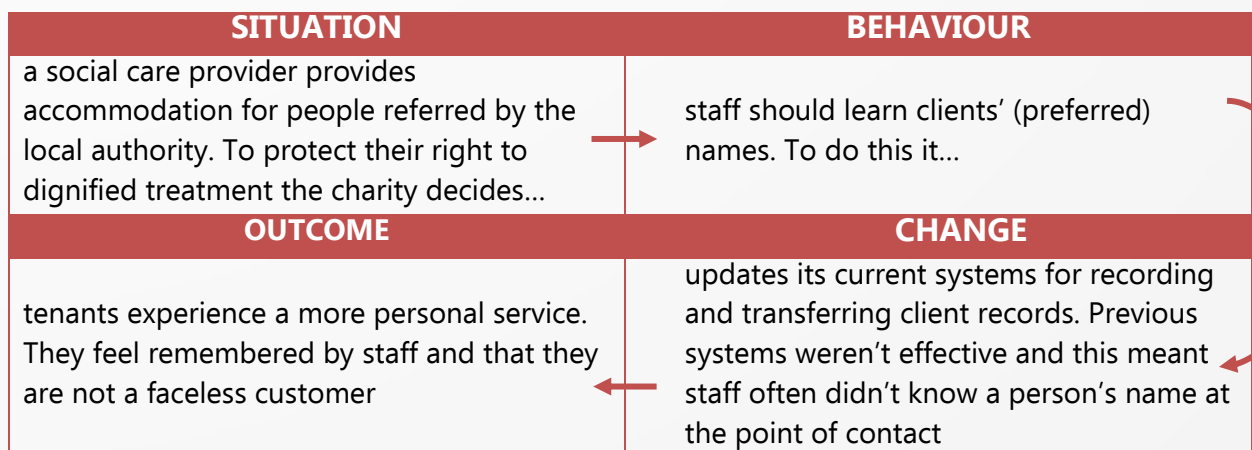 SITUATION
a social care provider provides
accommodation for people referred by the
local authority. To protect their right to
dignified treatment the charity decides…
BEHAVIOUR
staff should learn clients’ (preferred)
names. To do this it…
OUTCOME
tenants experience a more personal service.
They feel remembered by staff and that they
are not a faceless customer
CHANGE
updates its current systems for recording
and transferring client records. Previous
systems weren’t effective and this meant
staff often didn’t know a person’s name at
the point of contact